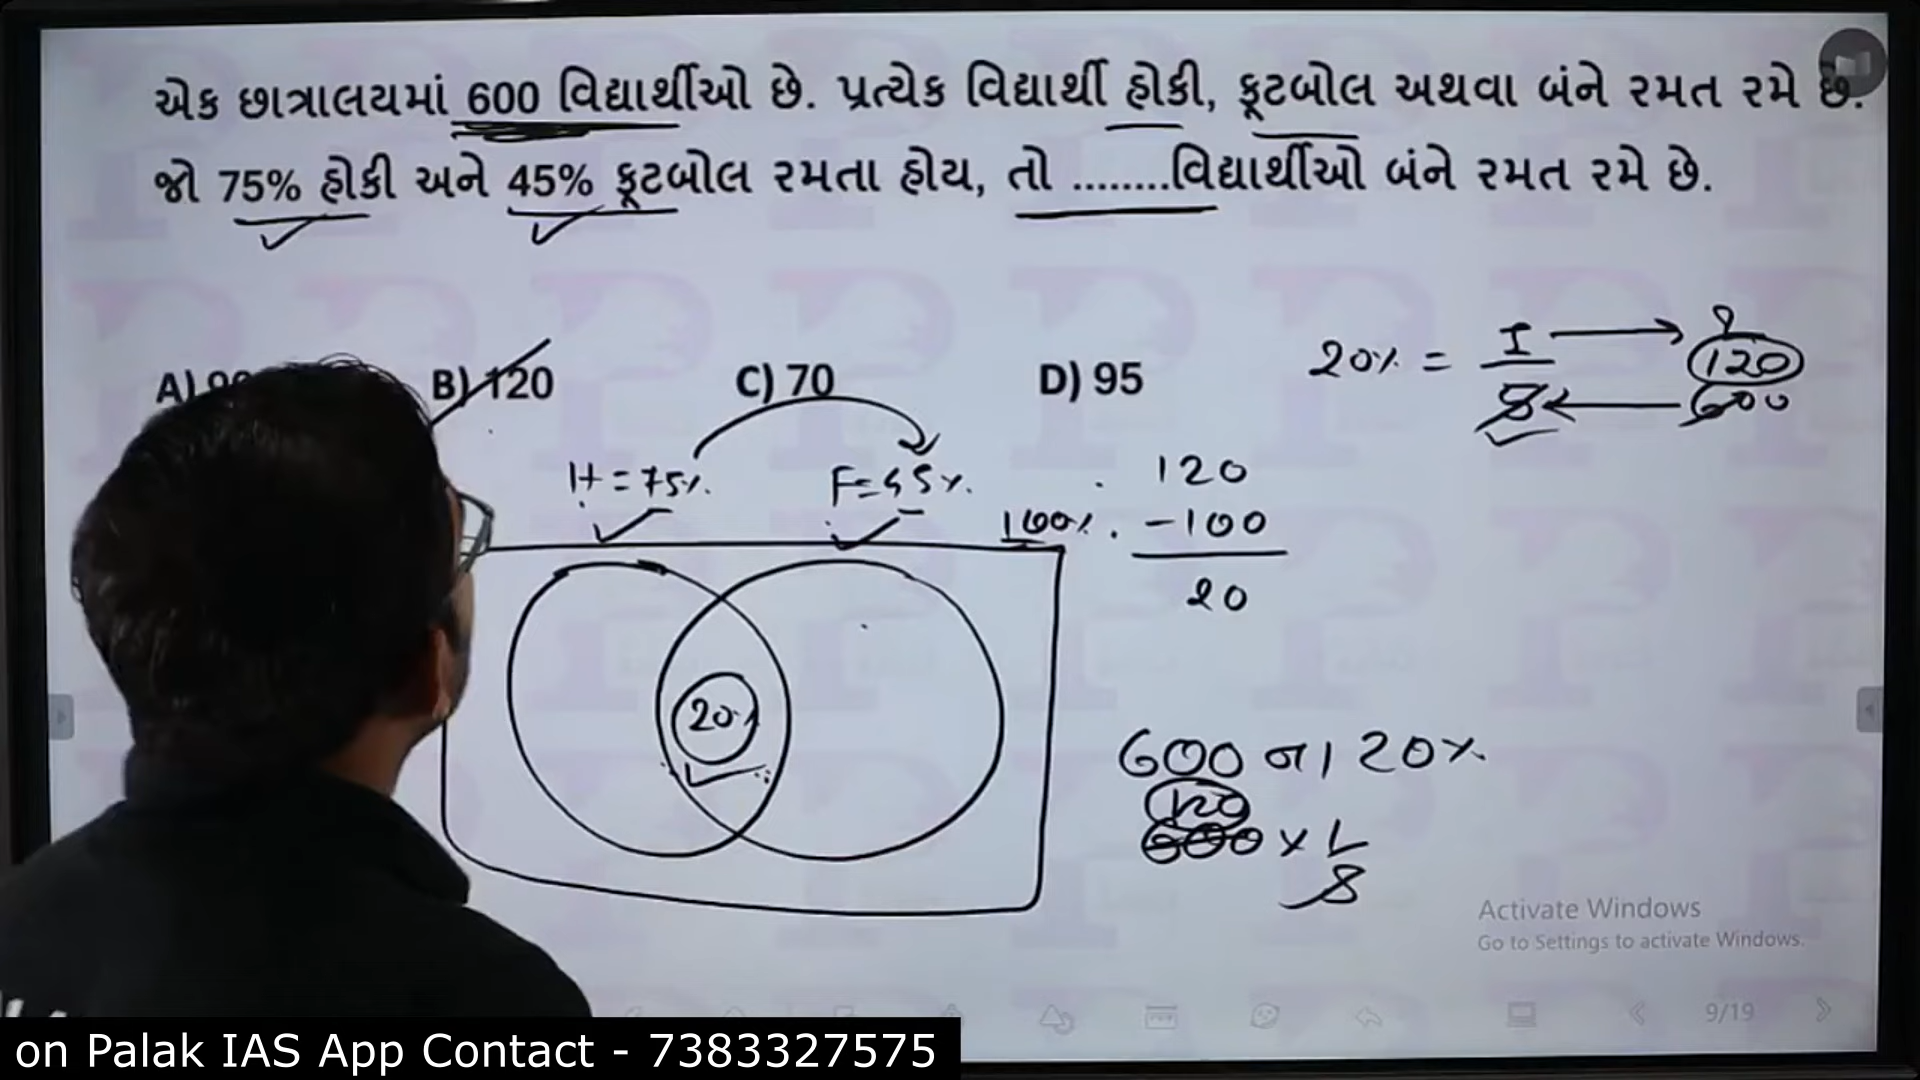 એક છાત્રાલયમાં 600 વિદ્યાર્થીઓ છે. પ્રત્યેક વિદ્યાર્થી હોકી, ફૂટબોલ અથવા બંને રમત રમે છે.
જો 75% હોકી અને 45% ફૂટબોલ રમતા હોય, તો ........વિદ્યાર્થીઓ બંને રમત રમે છે.
A)
B) 120
C) 70
D) 95
20% = 1 120
5 600
H = 75%
F = 45%
120
100%
-100
20
20%
600 ના 20%
120
600 x 1
5
Activate Windows
Go to Settings to activate Windows.
9/19
on Palak IAS App Contact - 7383327575